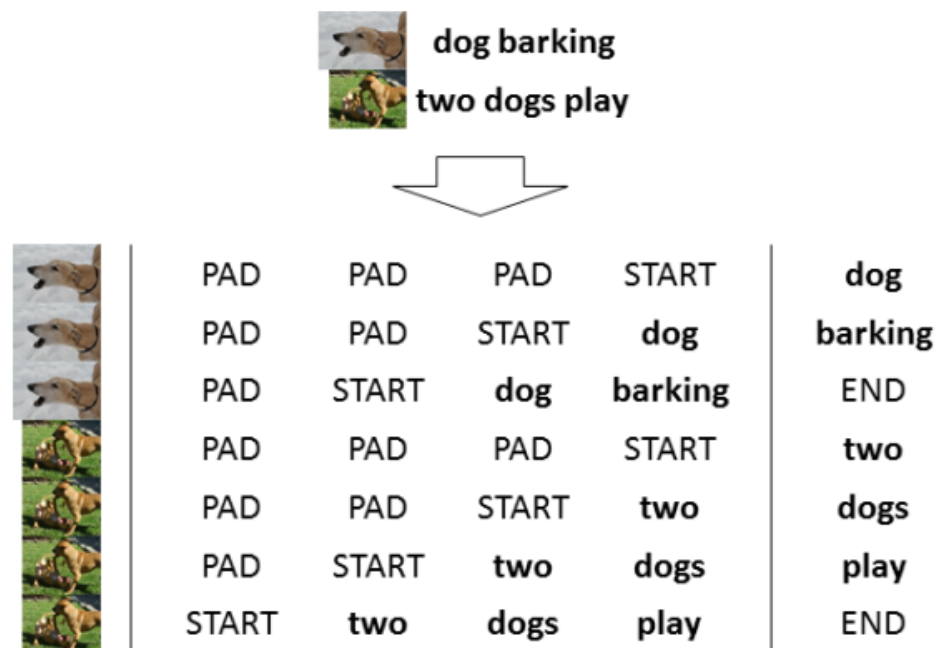 dog barking
two dogs play
PAD PAD PAD START dog
PAD PAD START dog barking
PAD START dog barking END
PAD PAD PAD START two
PAD PAD START two dogs
PAD START two dogs play
START two dogs play END